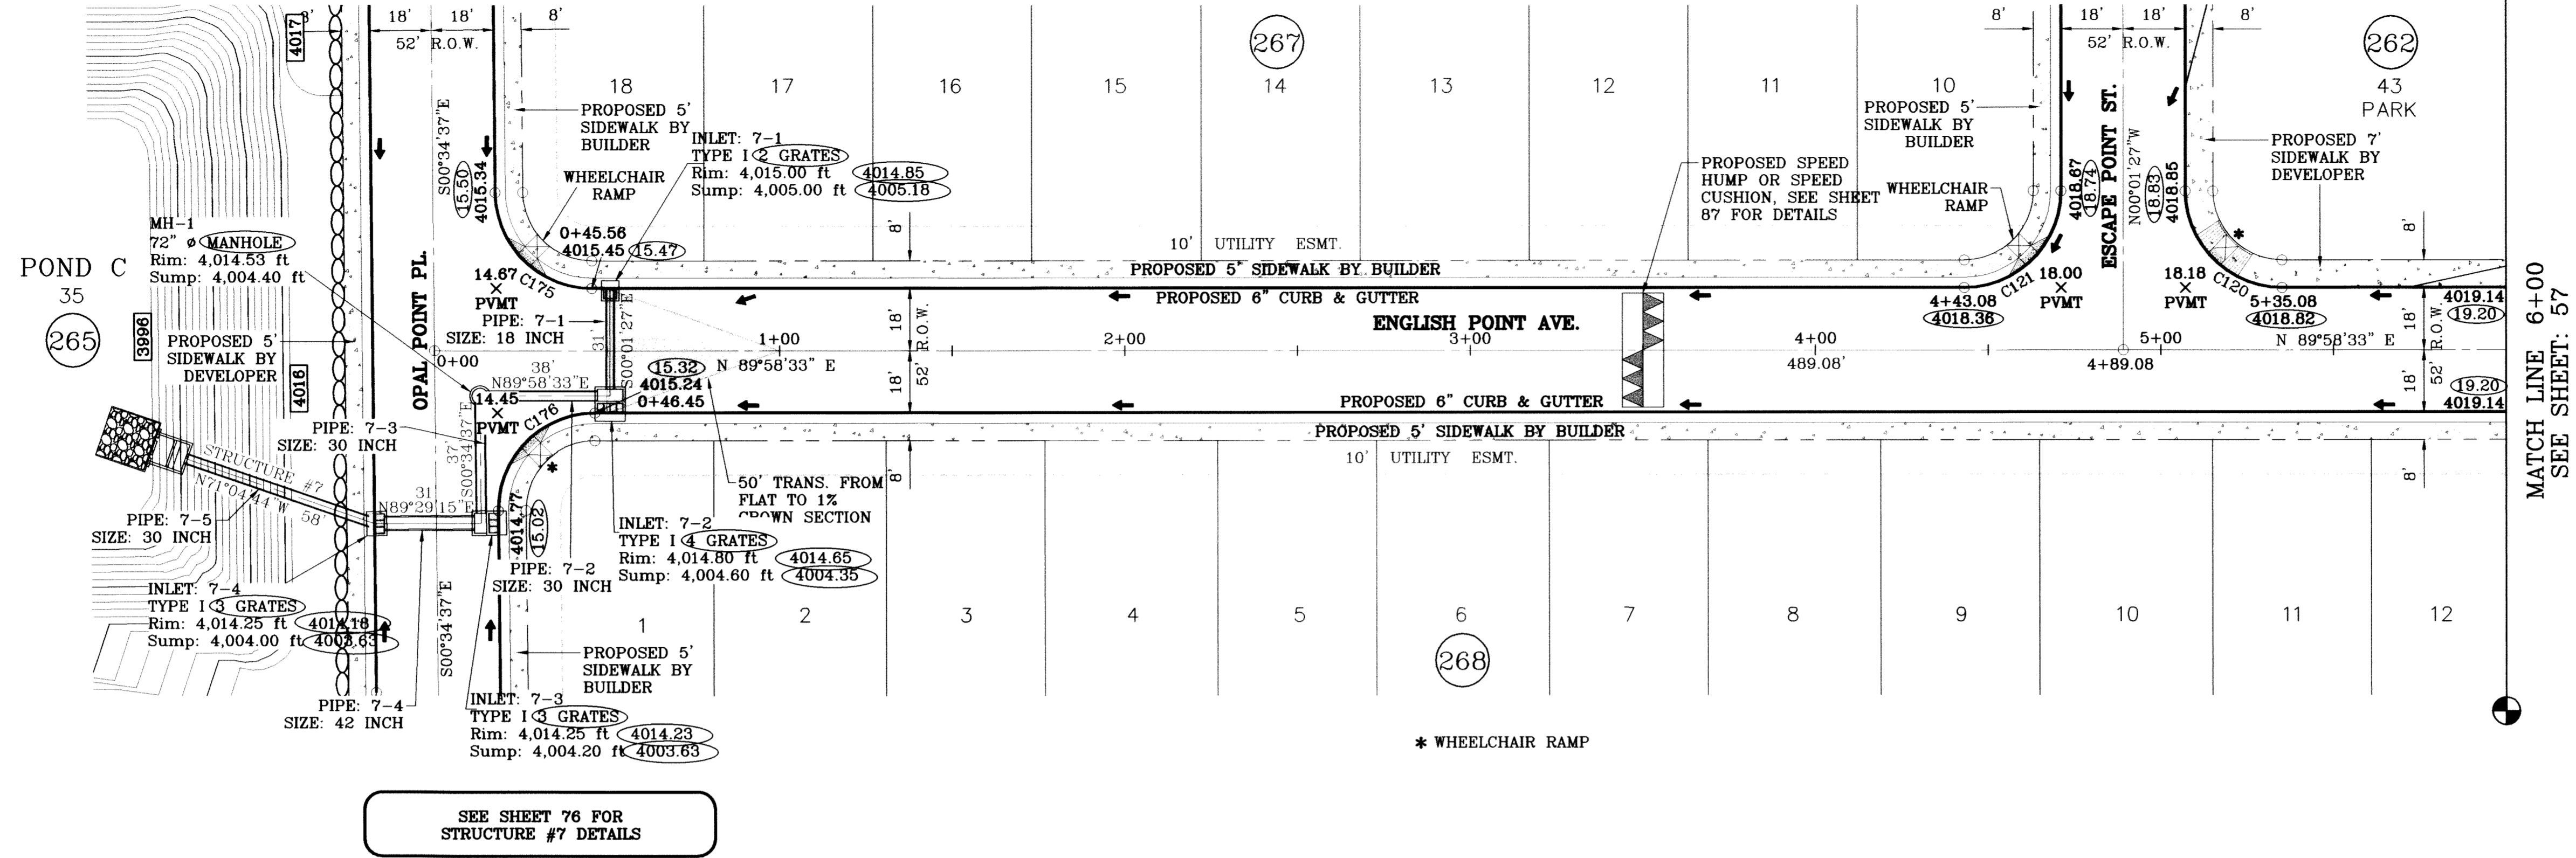 4017
8'
18'
18'
8'
52' R.O.W.
267
8'
18'
18'
8'
52' R.O.W.
262
43
PARK
18
17
16
15
14
13
12
11
10
PROPOSED 5'
SIDEWALK BY
BUILDER
S00°34'37"E
15.50
4015.34
WHEELCHAIR
RAMP
INLET: 7-1
TYPE I 2 GRATES
Rim: 4,015.00 ft 4014.85
Sump: 4,005.00 ft 4005.18
PROPOSED SPEED
HUMP OR SPEED
CUSHION, SEE SHEET
87 FOR DETAILS
PROPOSED 5'
SIDEWALK BY
BUILDER
WHEELCHAIR
RAMP
4018.67
18.74
ESCAPE POINT ST.
N00°01'27"W
18.83
4018.85
PROPOSED 7'
SIDEWALK BY
DEVELOPER
*
MH-1
72" ø MANHOLE
Rim: 4,014.53 ft
Sump: 4,004.40 ft
POND C
35
265
3996
PROPOSED 5'
SIDEWALK BY
DEVELOPER
4016
OPAL POINT PL.
0+45.56
4015.45 15.47
14.67
PVMT
C175
8'
10' UTILITY ESMT.
PROPOSED 5' SIDEWALK BY BUILDER
PROPOSED 6" CURB & GUTTER
C121
18.00
PVMT
18.18
PVMT
C120
4+43.08
4018.36
5+35.08
4018.82
8'
4019.14
19.20
PIPE: 7-1
SIZE: 18 INCH
31'
S00°01'27"E
0+00
1+00
2+00
3+00
4+00
5+00
ENGLISH POINT AVE.
18'
18'
52' R.O.W.
N 89°58'33" E
489.08'
4+89.08
N 89°58'33" E
18'
18'
52' R.O.W.
38'
N89°58'33"E
15.32
4015.24
0+46.45
14.45
PVMT
C176
37'
S00°34'37"E
PIPE: 7-3
SIZE: 30 INCH
PROPOSED 6" CURB & GUTTER
PROPOSED 5' SIDEWALK BY BUILDER
10' UTILITY ESMT.
19.20
4019.14
8'
8'
MATCH LINE 6+00
SEE SHEET: 57
*
STRUCTURE #7
N71°04'44"W 58'
31
N89°29'15"E
4014.77
15.02
50' TRANS. FROM
FLAT TO 1%
CROWN SECTION
PIPE: 7-5
SIZE: 30 INCH
INLET: 7-2
TYPE I 4 GRATES
Rim: 4,014.80 ft 4014.65
Sump: 4,004.60 ft 4004.35
PIPE: 7-2
SIZE: 30 INCH
INLET: 7-4
TYPE I 3 GRATES
Rim: 4,014.25 ft 4014.18
Sump: 4,004.00 ft 4003.63
S00°34'37"E
1
2
3
4
5
6
7
8
9
10
11
12
268
PROPOSED 5'
SIDEWALK BY
BUILDER
PIPE: 7-4
SIZE: 42 INCH
INLET: 7-3
TYPE I 3 GRATES
Rim: 4,014.25 ft 4014.23
Sump: 4,004.20 ft 4003.63
* WHEELCHAIR RAMP
SEE SHEET 76 FOR
STRUCTURE #7 DETAILS